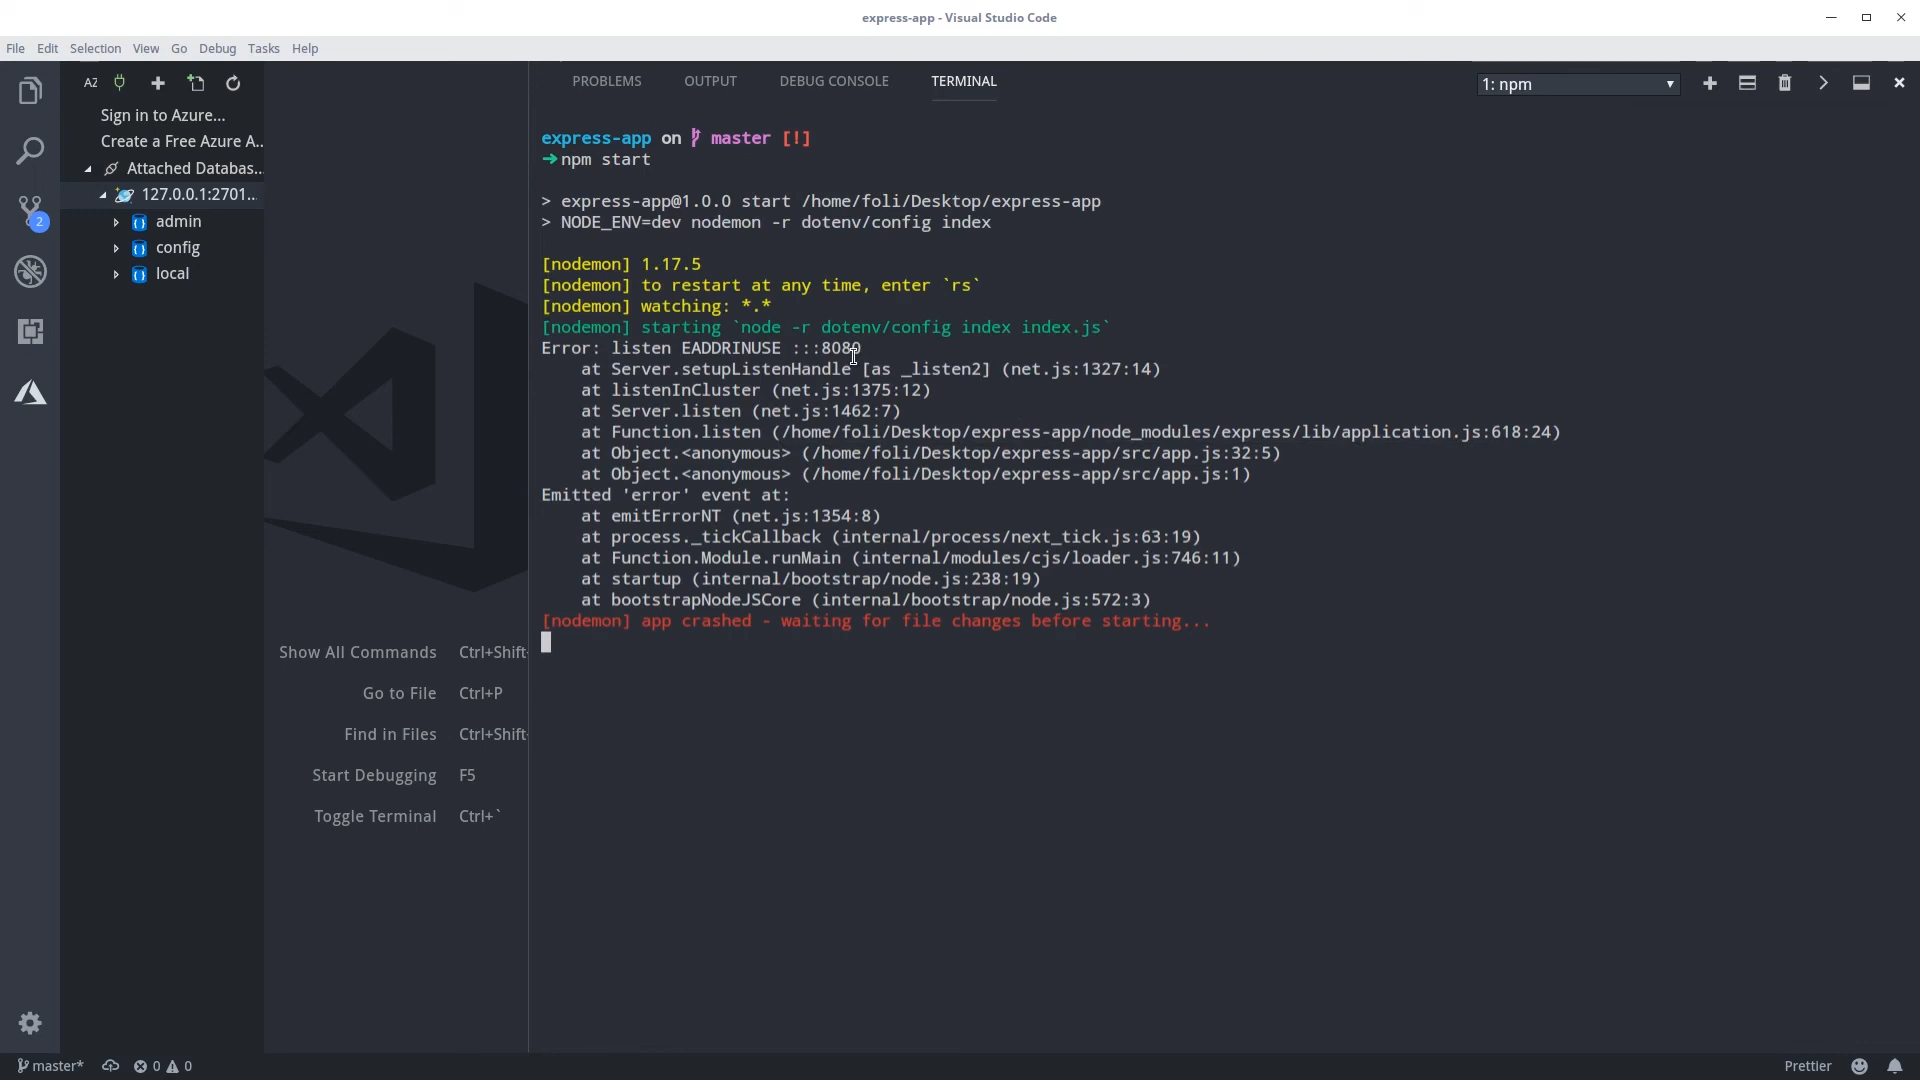 express-app - Visual Studio Code
File Edit Selection View Go Debug Tasks Help
AZ
Sign in to Azure...
Create a Free Azure A..
Attached Databas...
127.0.0.1:2701...
admin
config
local
2
Show All Commands Ctrl+Shift-
Go to File Ctrl+P
Find in Files Ctrl+Shift-
Start Debugging F5
Toggle Terminal Ctrl+`
PROBLEMS OUTPUT DEBUG CONSOLE TERMINAL
1: npm
express-app on master [!]
➜ npm start
> express-app@1.0.0 start /home/foli/Desktop/express-app
> NODE_ENV=dev nodemon -r dotenv/config index
[nodemon] 1.17.5
[nodemon] to restart at any time, enter `rs`
[nodemon] watching: *.*
[nodemon] starting `node -r dotenv/config index index.js`
Error: listen EADDRINUSE :::8080
at Server.setupListenHandle [as _listen2] (net.js:1327:14)
at listenInCluster (net.js:1375:12)
at Server.listen (net.js:1462:7)
at Function.listen (/home/foli/Desktop/express-app/node_modules/express/lib/application.js:618:24)
at Object.<anonymous> (/home/foli/Desktop/express-app/src/app.js:32:5)
at Object.<anonymous> (/home/foli/Desktop/express-app/src/app.js:1)
Emitted 'error' event at:
at emitErrorNT (net.js:1354:8)
at process._tickCallback (internal/process/next_tick.js:63:19)
at Function.Module.runMain (internal/modules/cjs/loader.js:746:11)
at startup (internal/bootstrap/node.js:238:19)
at bootstrapNodeJSCore (internal/bootstrap/node.js:572:3)
[nodemon] app crashed - waiting for file changes before starting...
master* 0 0 Prettier